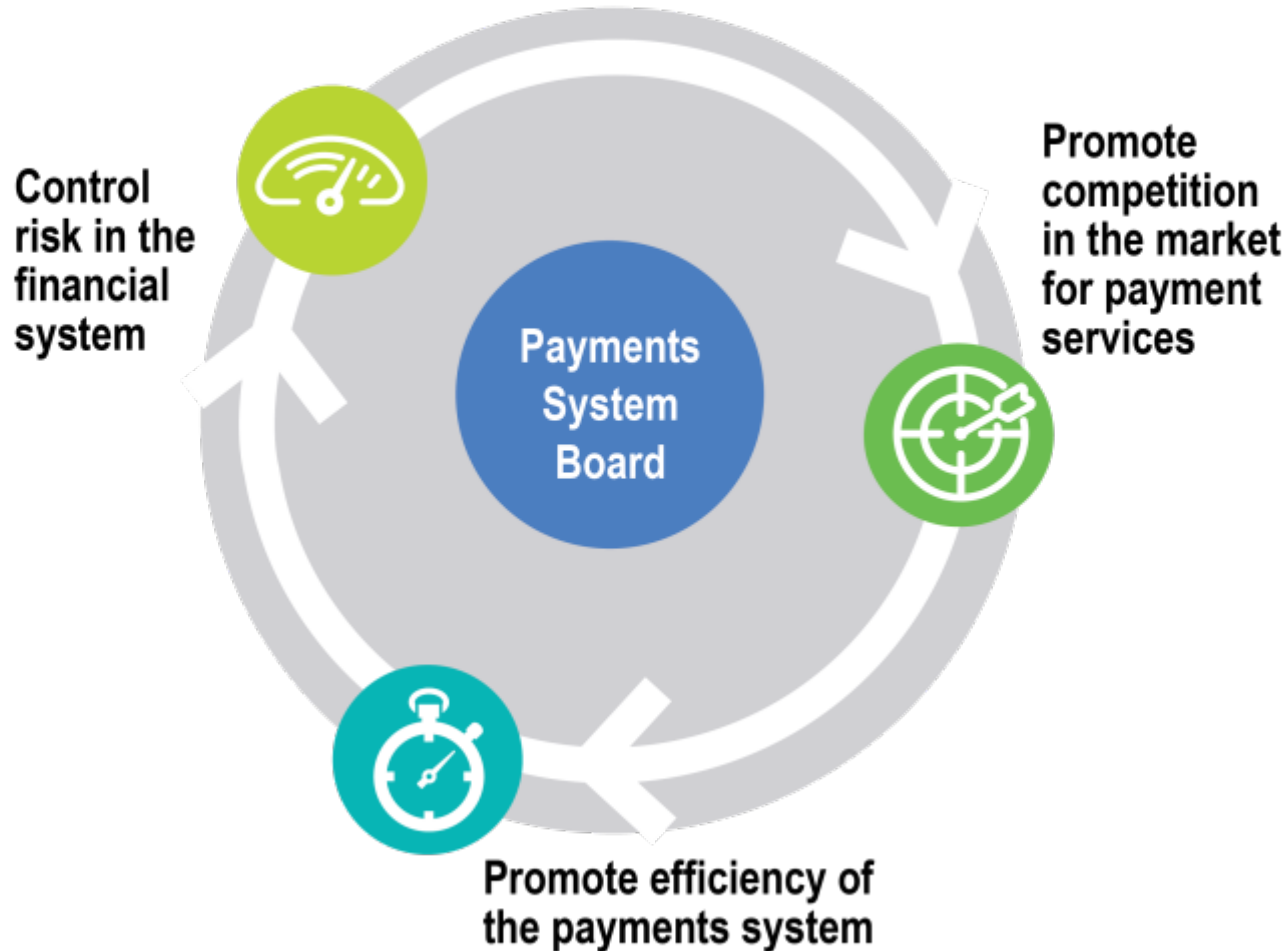 Control
risk in the
financial
system
Payments
System
Board
Promote
competition
in the market
for payment
services
Promote efficiency of
the payments system